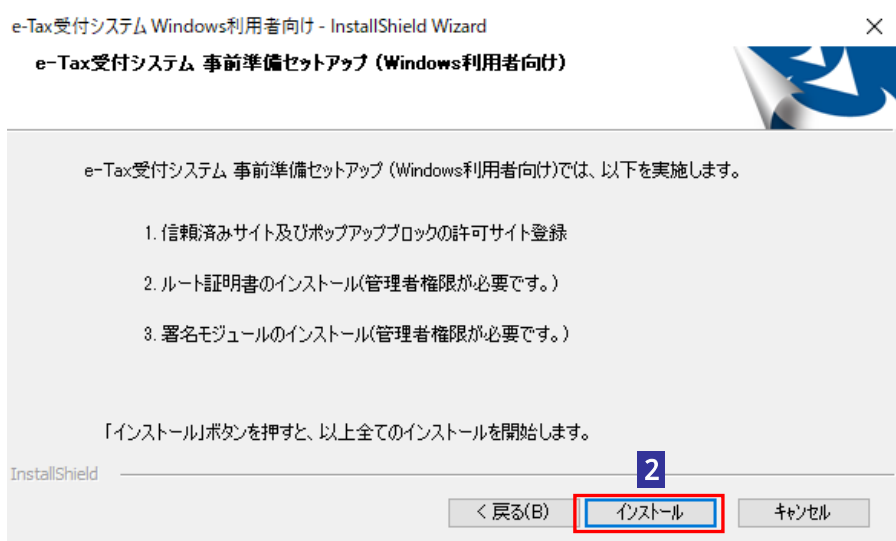 e-Tax受付システム Windows利用者向け - InstallShield Wizard
e-Tax受付システム 事前準備セットアップ (Windows利用者向け)
e-Tax受付システム 事前準備セットアップ (Windows利用者向け)では、以下を実施します。
1. 信頼済みサイト及びポップアップブロックの許可サイト登録
2. ルート証明書のインストール(管理者権限が必要です。)
3. 署名モジュールのインストール(管理者権限が必要です。)
「インストール」ボタンを押すと、以上全てのインストールを開始します。
InstallShield
2
< 戻る(B) インストール キャンセル